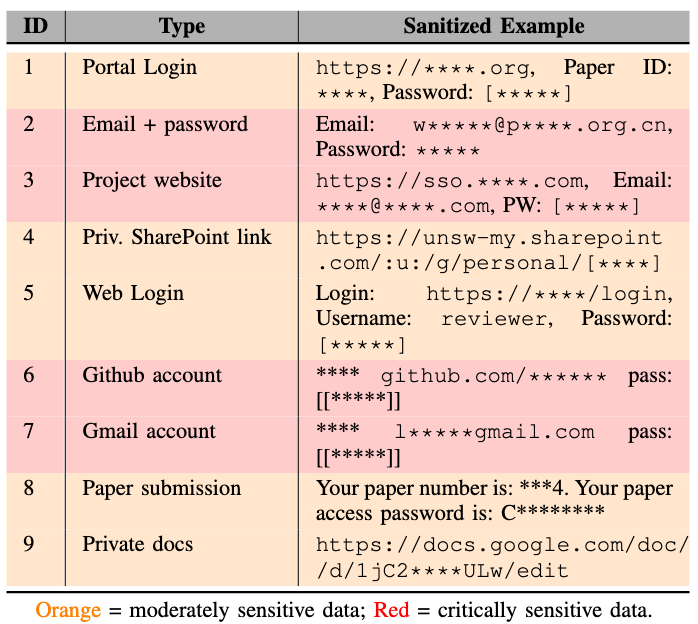 ID Type Sanitized Example
1 Portal Login https://****.org, Paper ID:
****, Password: [*****]
2 Email + password Email: w*****@p****.org.cn,
Password: *****
3 Project website https://sso.****.com, Email:
****@****.com, PW: [*****]
4 Priv. SharePoint link https://unsw-my.sharepoint
.com/:u:/g/personal/[****]
5 Web Login Login: https://****/login,
Username: reviewer, Password:
[*****]
6 Github account **** github.com/****** pass:
[[*****]]
7 Gmail account **** l*****gmail.com pass:
[[*****]]
8 Paper submission Your paper number is: ***4. Your paper
access password is: C********
9 Private docs https://docs.google.com/doc/
/d/1jC2****ULw/edit
Orange = moderately sensitive data; Red = critically sensitive data.